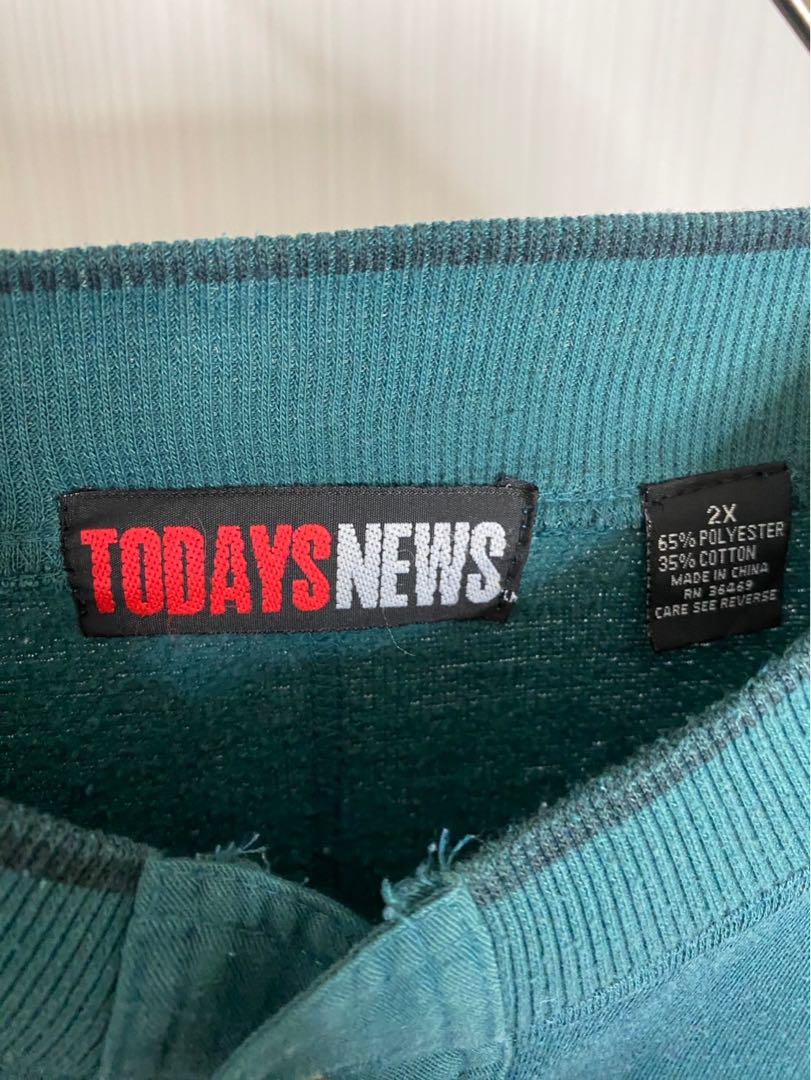 TODAYSNEWS
2X
65% POLYESTER
35% COTTON
MADE IN CHINA
RN 36469
CARE SEE REVERSE